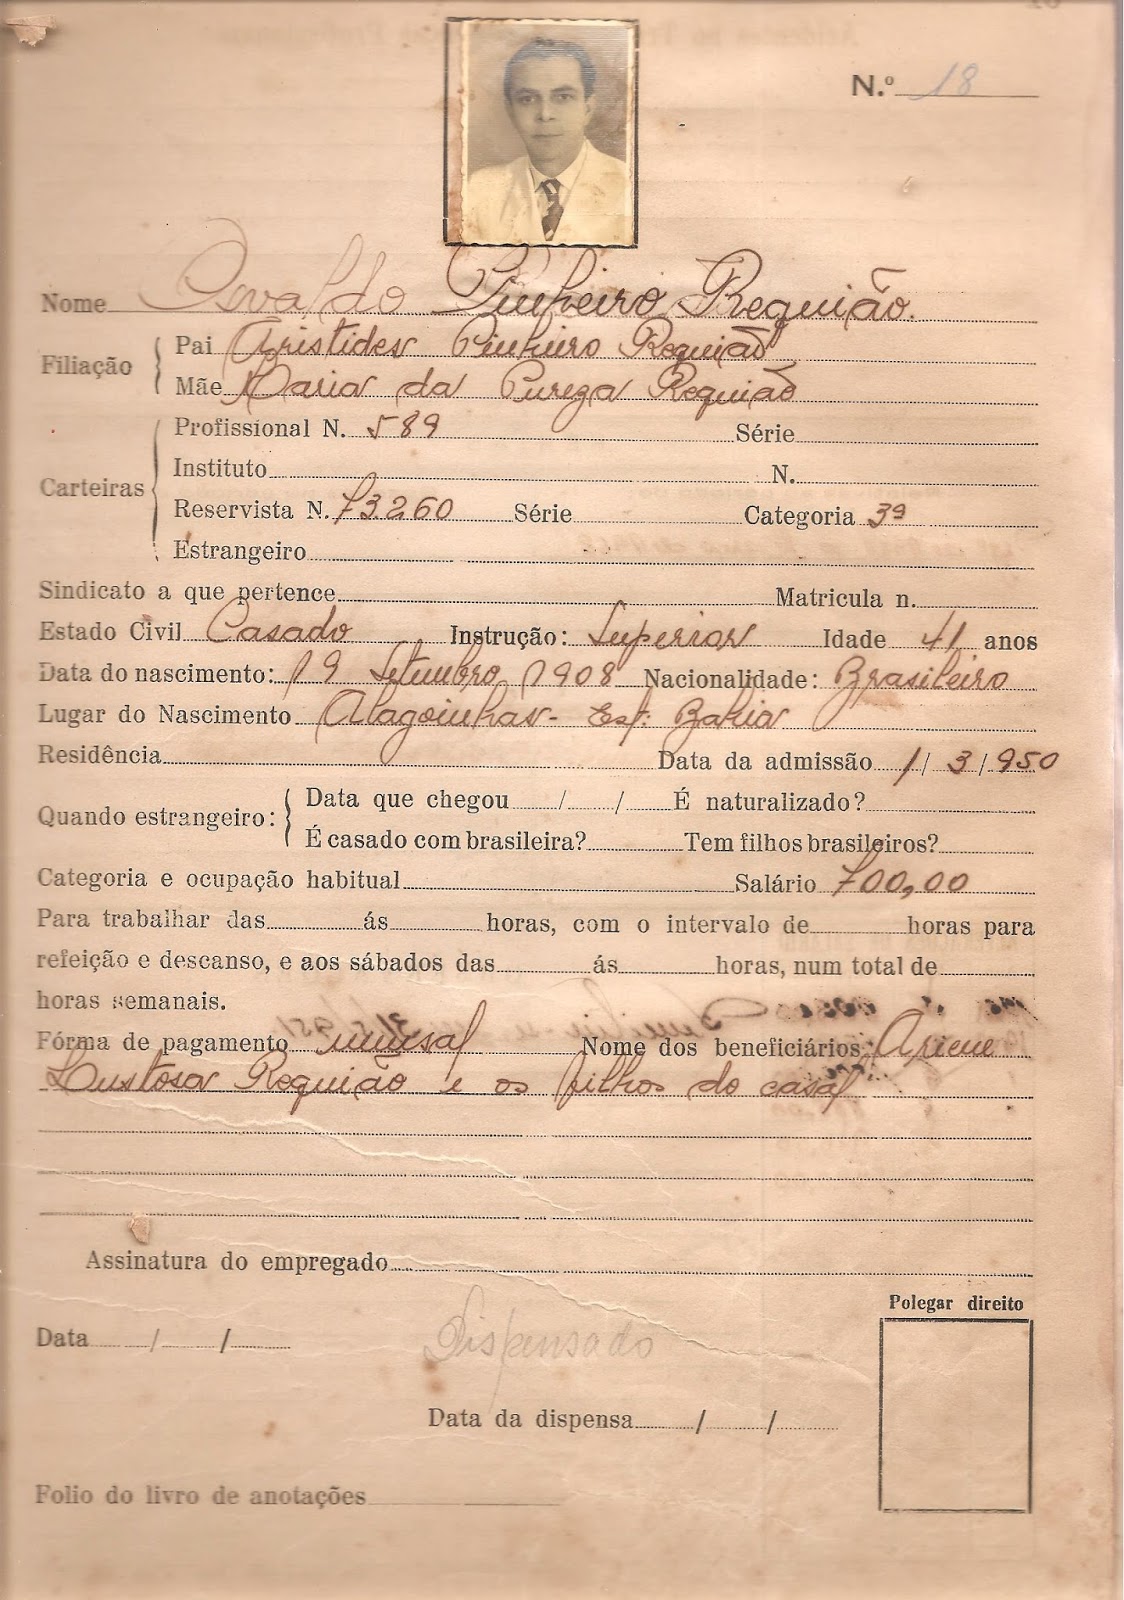 N.º 18
Nome Osvaldo Pinheiro Requião.
Filiação
Pai Aristides Pinheiro Requião
Mãe Maria da Pureza Requião
Carteiras
Profissional N. 589 Série
Instituto N.
Reservista N. 73260 Série Categoria 3ª
Estrangeiro
Sindicato a que pertence Matricula n.
Estado Civil Casado Instrução: Superior Idade 41 anos
Data do nascimento: 19 Setembro 1908 Nacionalidade: Brasileiro
Lugar do Nascimento Alagoinhas - Est. Bahia
Residência Data da admissão 1/3/950
Quando estrangeiro:
Data que chegou / / É naturalizado?
É casado com brasileira? Tem filhos brasileiros?
Categoria e ocupação habitual Salário 700,00
Para trabalhar das ás horas, com o intervalo de horas para
refeição e descanso, e aos sábados das ás horas, num total de
horas semanais.
Fórma de pagamento mensal Nome dos beneficiários: Ariene
Lustosa Requião e os filhos do casal
Assinatura do empregado
Polegar direito
Data / /
Dispensado
Data da dispensa / /
Folio do livro de anotações